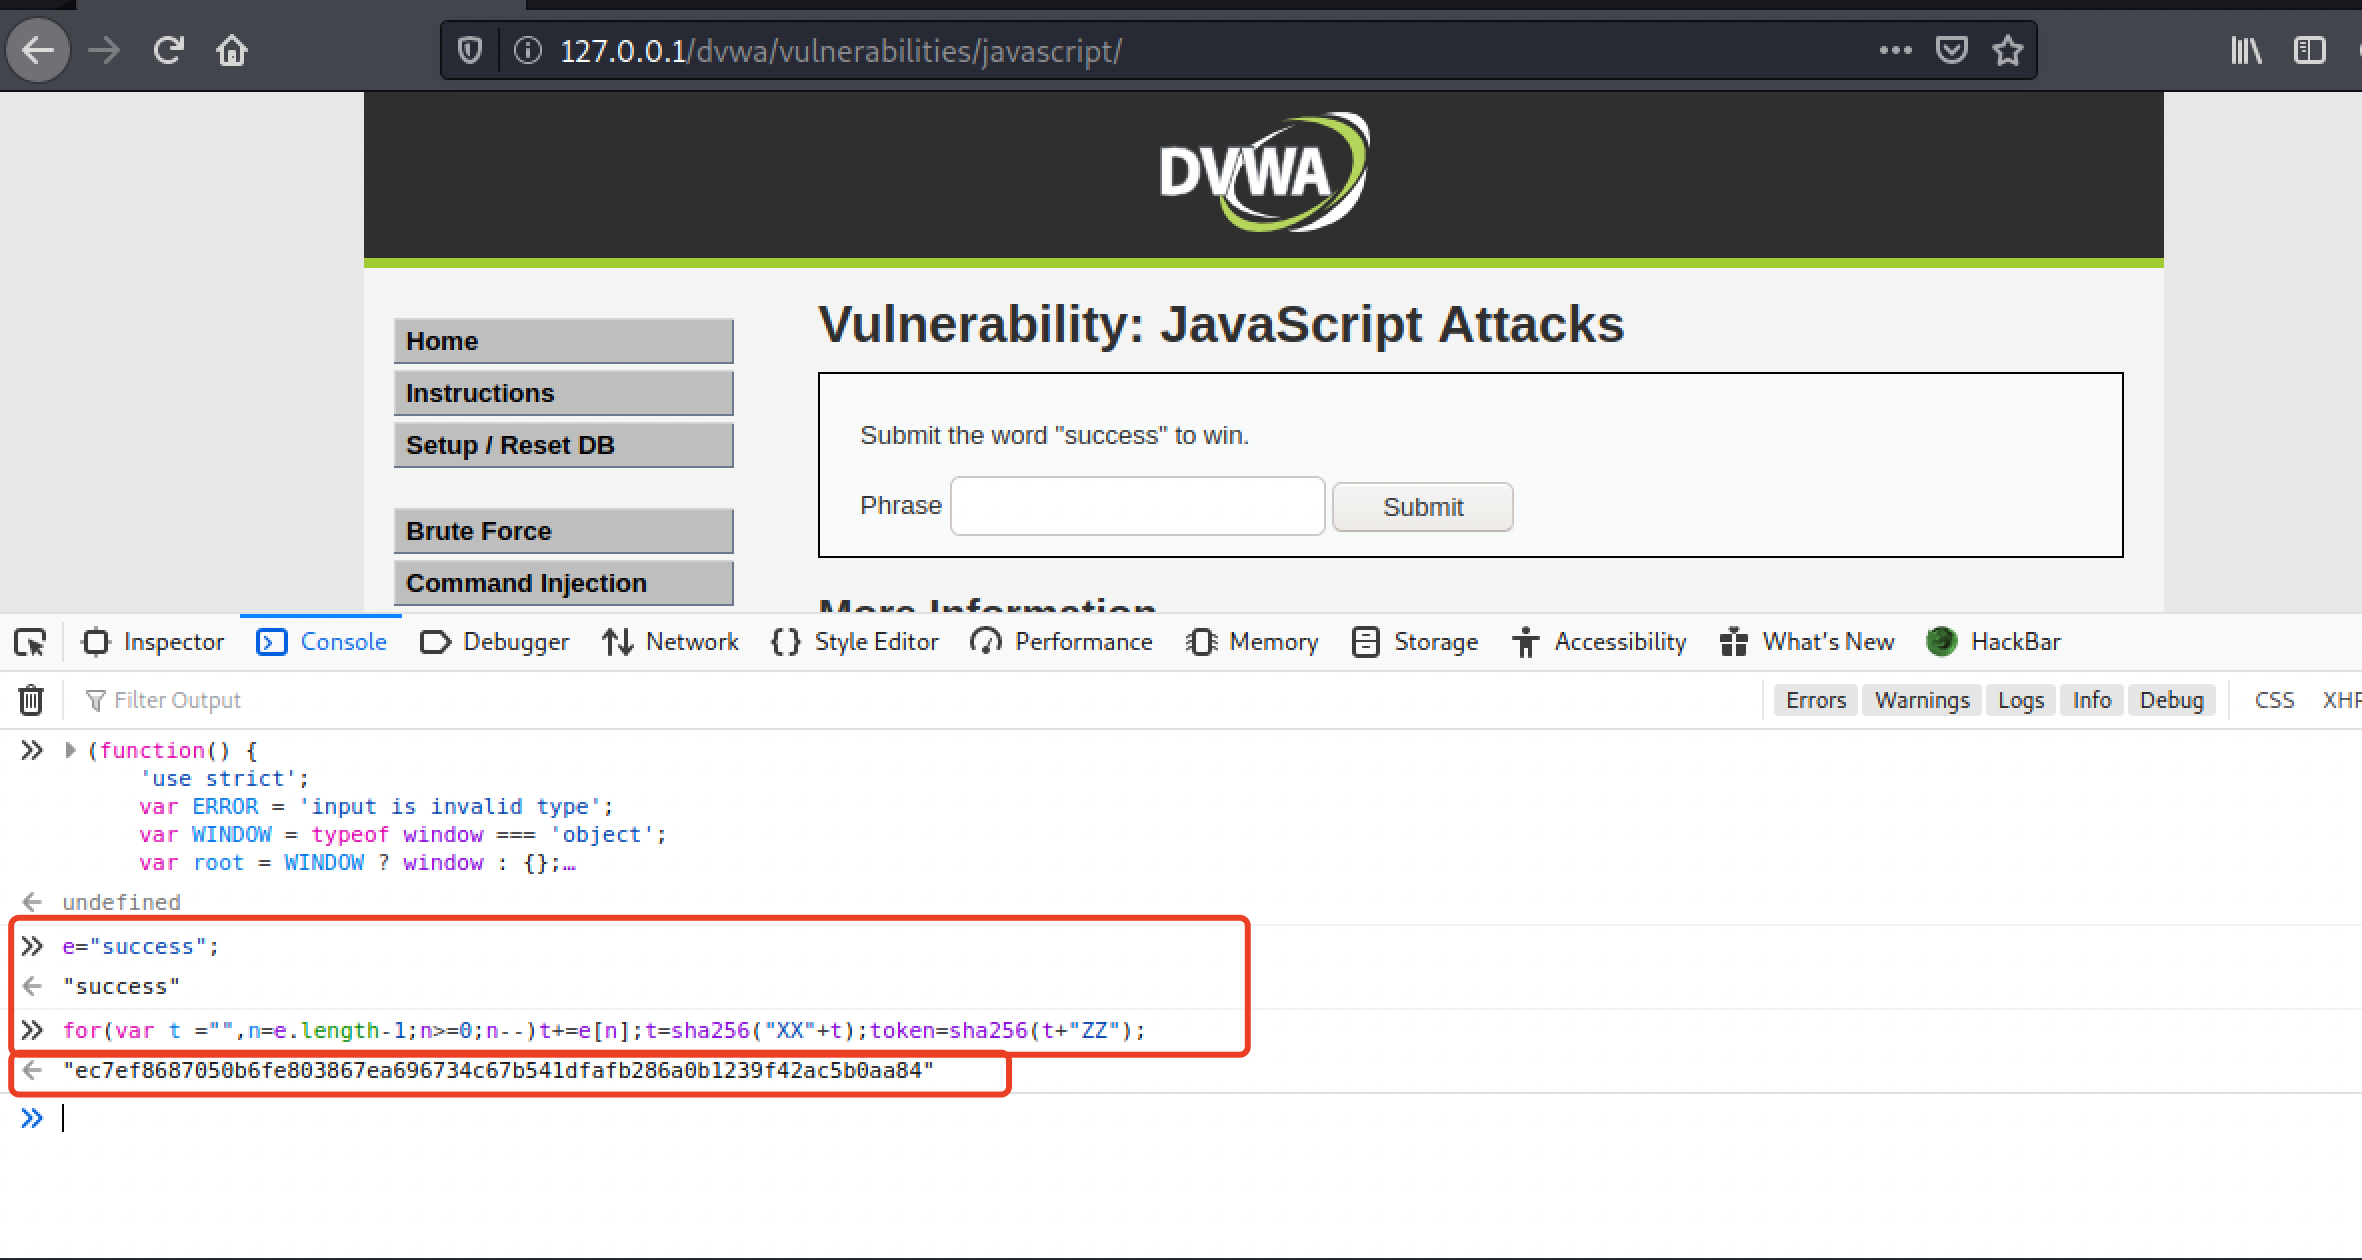 127.0.0.1/dvwa/vulnerabilities/javascript/
DVWA
Home
Instructions
Setup / Reset DB
Brute Force
Command Injection
Vulnerability: JavaScript Attacks
Submit the word "success" to win.
Phrase
Submit
More Information
Inspector Console Debugger Network Style Editor Performance Memory Storage Accessibility What's New HackBar
Filter Output
Errors Warnings Logs Info Debug CSS XHR
(function() {
'use strict';
var ERROR = 'input is invalid type';
var WINDOW = typeof window === 'object';
var root = WINDOW ? window : {};…
undefined
e="success";
"success"
for(var t ="",n=e.length-1;n>=0;n--)t+=e[n];t=sha256("XX"+t);token=sha256(t+"ZZ");
"ec7ef8687050b6fe803867ea696734c67b541dfafb286a0b1239f42ac5b0aa84"